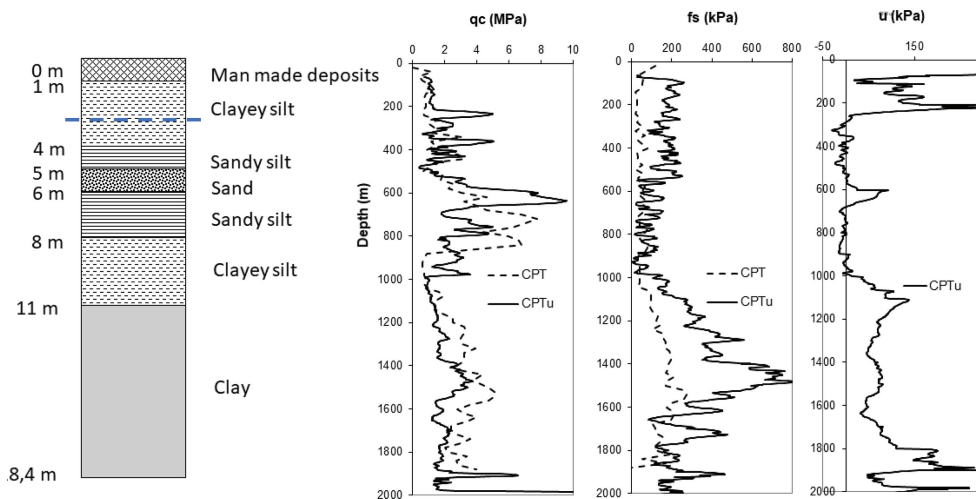 0 m
1 m
4 m
5 m
6 m
8 m
11 m
8,4 m
Man made deposits
Clayey silt
Sandy silt
Sand
Sandy silt
Clayey silt
Clay
qc (MPa)
0 2 4 6 8 10
0
200
400
600
800
1000
1200
1400
1600
1800
2000
Depth (m)
CPT
CPTu
fs (kPa)
0 200 400 600 800
0
200
400
600
800
1000
1200
1400
1600
1800
2000
CPT
CPTu
u (kPa)
-50 150
0
200
400
600
800
1000
1200
1400
1600
1800
2000
CPTu